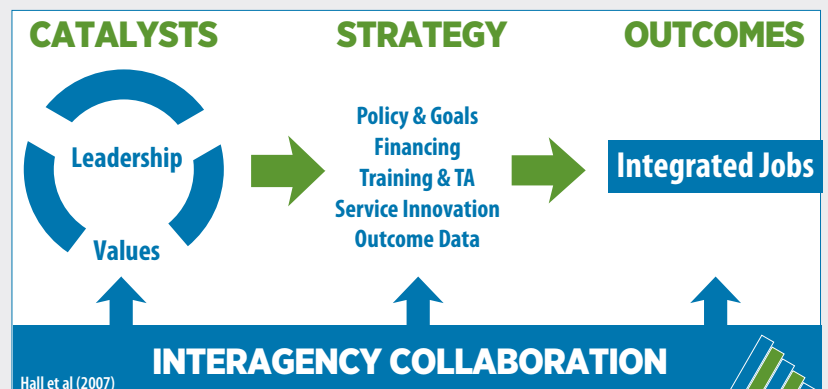 CATALYSTS
STRATEGY
OUTCOMES
Leadership
Values
Policy & Goals
Financing
Training & TA
Service Innovation
Outcome Data
Integrated Jobs
INTERAGENCY COLLABORATION
Hall et al (2007)